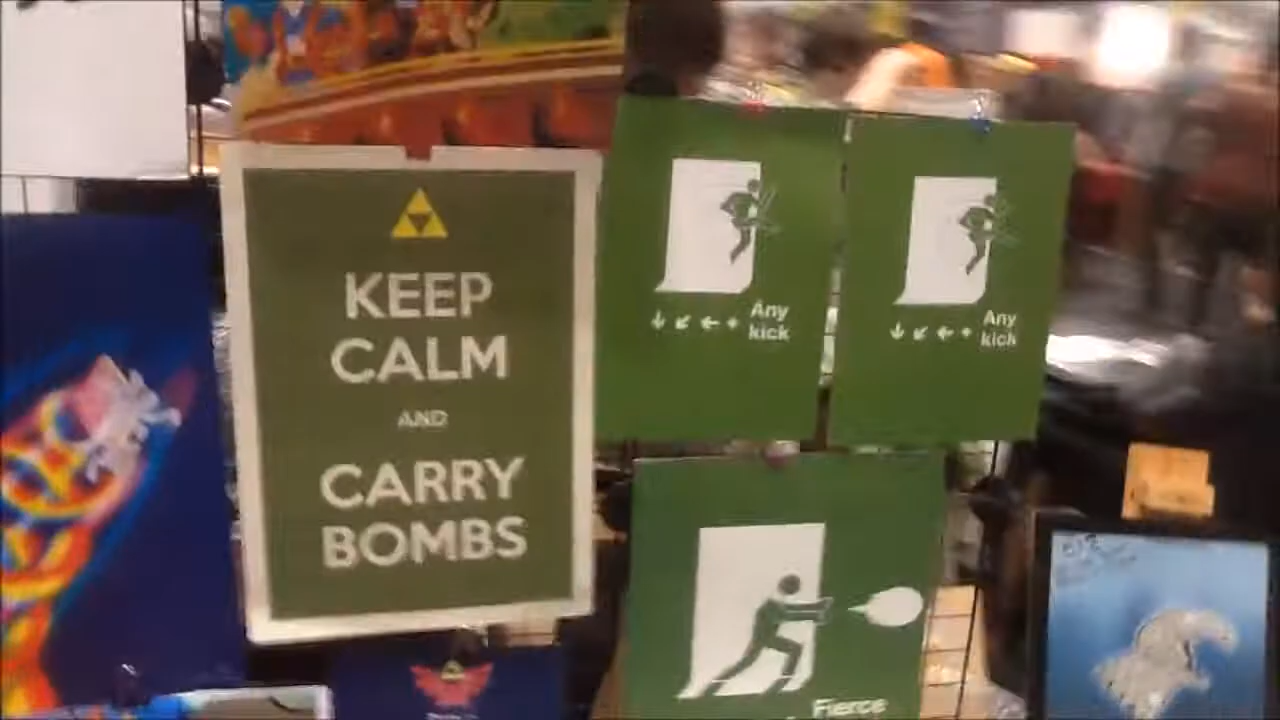 KEEP
CALM
AND
CARRY
BOMBS
↓ ↙ ← + Any
kick
↓ ↙ ← + Any
kick
Fierce